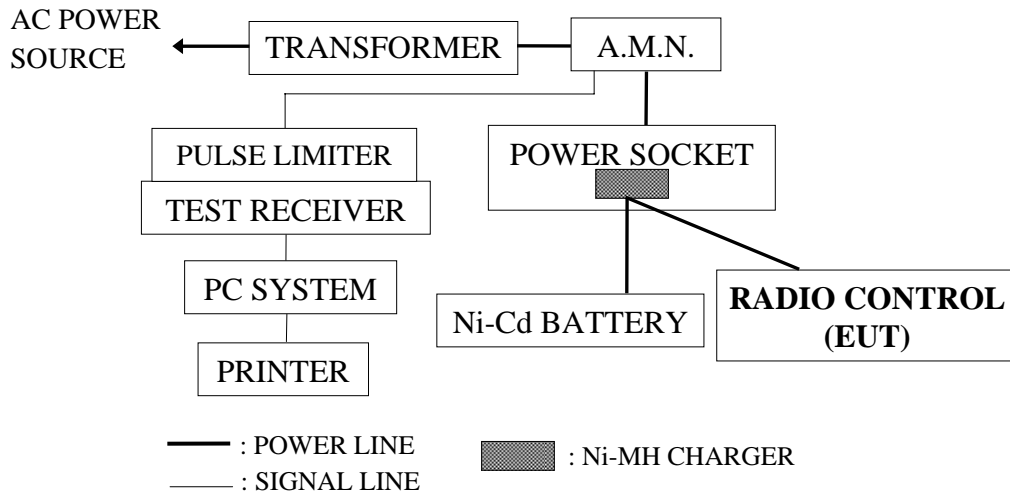 AC POWER
SOURCE
TRANSFORMER
A.M.N.
PULSE LIMITER
POWER SOCKET
TEST RECEIVER
PC SYSTEM
Ni-Cd BATTERY
RADIO CONTROL
(EUT)
PRINTER
: POWER LINE
: SIGNAL LINE
: Ni-MH CHARGER